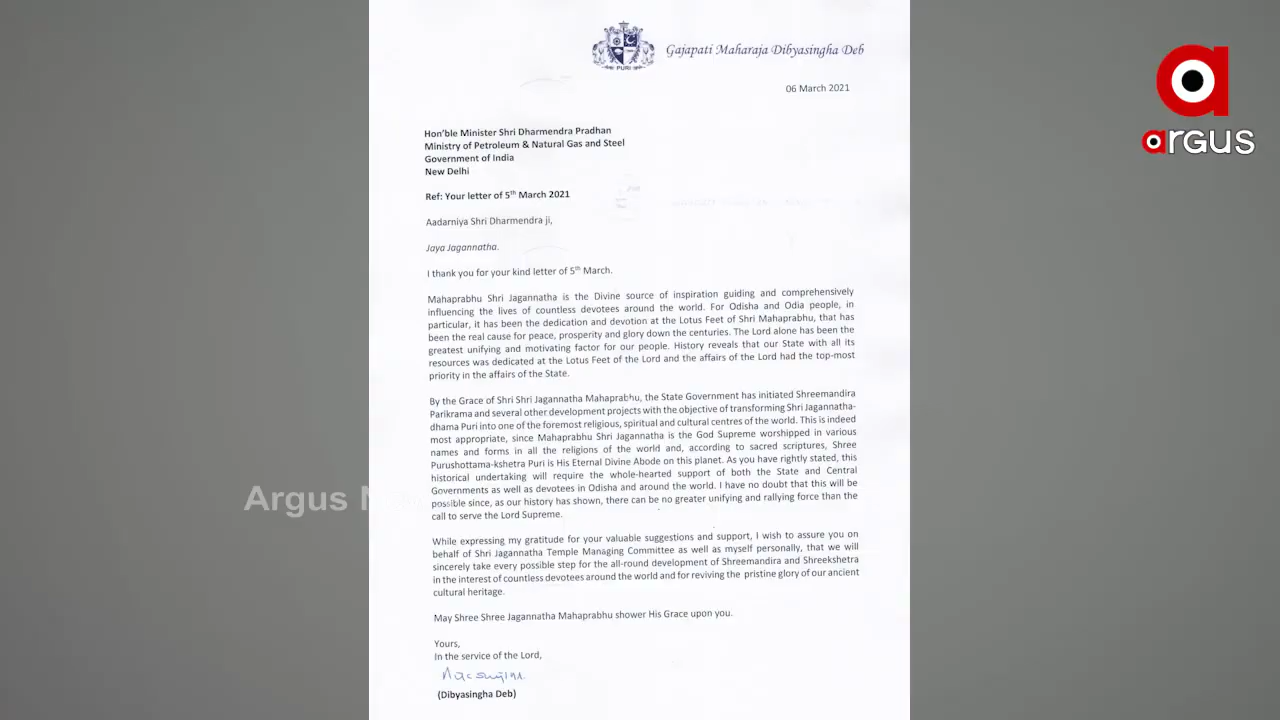 PURI
Gajapati Maharaja Dibyasingha Deb
06 March 2021
argus
Hon'ble Minister Shri Dharmendra Pradhan
Ministry of Petroleum & Natural Gas and Steel
Government of India
New Delhi
Ref: Your letter of 5th March 2021
Aadarniya Shri Dharmendra ji,
Jaya Jagannatha.
I thank you for your kind letter of 5th March.
Mahaprabhu Shri Jagannatha is the Divine source of inspiration guiding and comprehensively
influencing the lives of countless devotees around the world. For Odisha and Odia people, in
particular, it has been the dedication and devotion at the Lotus Feet of Shri Mahaprabhu, that has
been the real cause for peace, prosperity and glory down the centuries. The Lord alone has been the
greatest unifying and motivating factor for our people. History reveals that our State with all its
resources was dedicated at the Lotus Feet of the Lord and the affairs of the Lord had the top-most
priority in the affairs of the State.
By the Grace of Shri Shri Jagannatha Mahaprabhu, the State Government has initiated Shreemandira
Parikrama and several other development projects with the objective of transforming Shri Jagannatha-
dhama Puri into one of the foremost religious, spiritual and cultural centres of the world. This is indeed
most appropriate, since Mahaprabhu Shri Jagannatha is the God Supreme worshipped in various
names and forms in all the religions of the world and, according to sacred scriptures, Shree
Purushottama-kshetra Puri is His Eternal Divine Abode on this planet. As you have rightly stated, this
historical undertaking will require the whole-hearted support of both the State and Central
Governments as well as devotees in Odisha and around the world. I have no doubt that this will be
possible since, as our history has shown, there can be no greater unifying and rallying force than the
call to serve the Lord Supreme.
Argus
While expressing my gratitude for your valuable suggestions and support, I wish to assure you on
behalf of Shri Jagannatha Temple Managing Committee as well as myself personally, that we will
sincerely take every possible step for the all-round development of Shreemandira and Shreekshetra
in the interest of countless devotees around the world and for reviving the pristine glory of our ancient
cultural heritage.
May Shree Shree Jagannatha Mahaprabhu shower His Grace upon you.
Yours,
In the service of the Lord,
(Dibyasingha Deb)